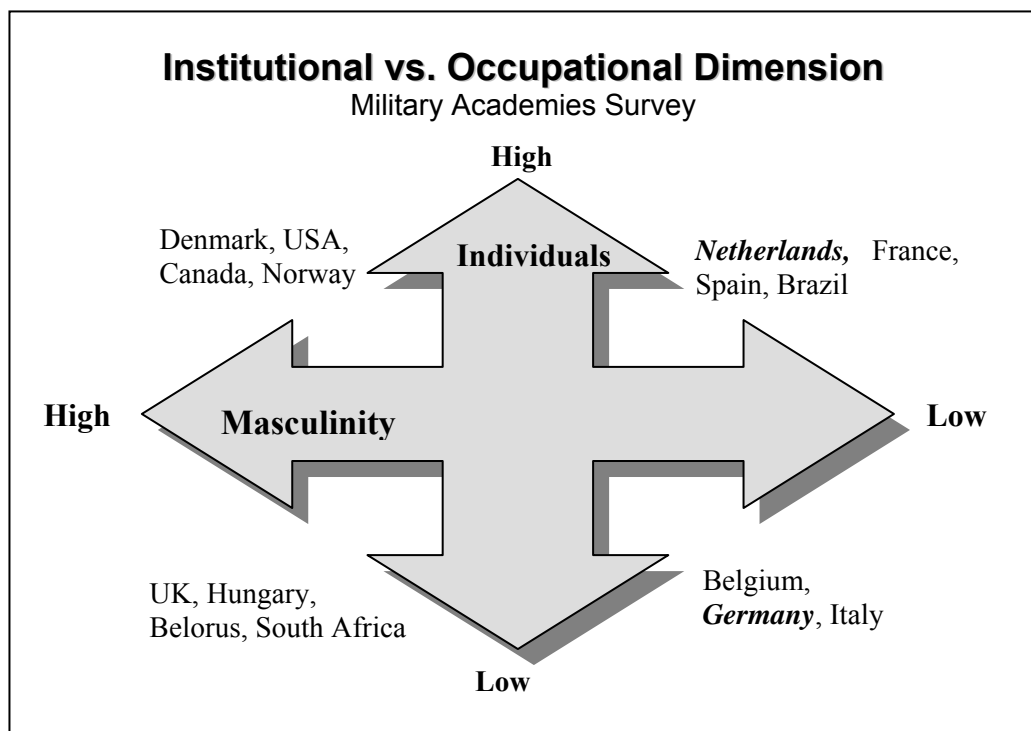 Institutional vs. Occupational Dimension
Military Academies Survey
High
Denmark, USA,
Canada, Norway
Individuals
Netherlands, France,
Spain, Brazil
High
Masculinity
Low
UK, Hungary,
Belorus, South Africa
Belgium,
Germany, Italy
Low